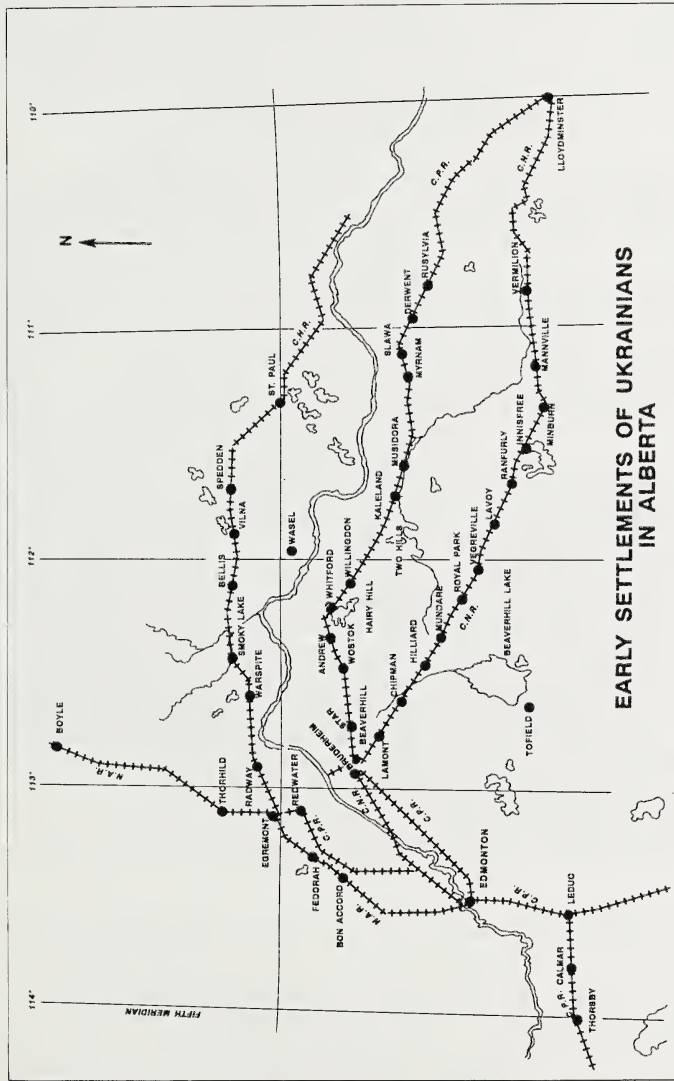 114°
113°
112°
111°
110°
N
FIFTH MERIDIAN
BOYLE
N.A.R.
THORHILD
RADWAY
EGREMONT
REDWATER
C.P.R.
FEDORAH
BON ACCORD
N.A.R.
WARSPITE
SMOKY LAKE
BELLIS
VILNA
SPEDDEN
ST. PAUL
C.N.R.
WASEL
BRUDERHEIM
STAR
BEAVERHILL
LAMONT
C.N.R.
C.P.R.
WOSTOK
ANDREW
WHITFORD
WILLINGDON
HAIRY HILL
KALELAND
TWO HILLS
MUSIDORA
MYRNAM
SLAWA
DERWENT
RUSYLVIA
C.P.R.
CHIPMAN
HILLIARD
MUNDARE
ROYAL PARK
C.N.R.
VEGREVILLE
LAVOY
RANFURLY
INNISFREE
MINBURN
MANNVILLE
VERMILION
C.N.R.
LLOYDMINSTER
BEAVERHILL LAKE
TOFIELD
EDMONTON
C.P.R.
LEDUC
C.P.R. CALMAR
THORSBY
EARLY SETTLEMENTS OF UKRAINIANS
IN ALBERTA